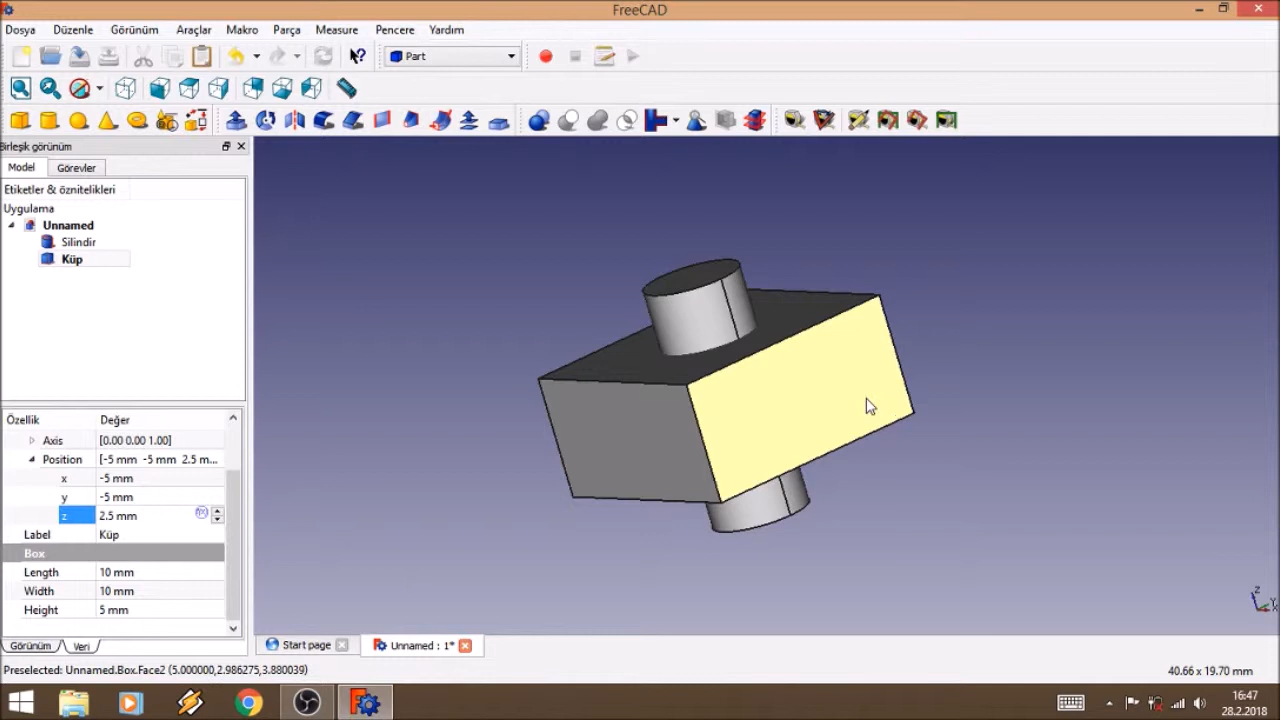 FreeCAD
Dosya Düzenle Görünüm Araçlar Makro Parça Measure Pencere Yardım
Part
Birleşik görünüm
Model Görevler
Etiketler & öznitelikleri
Uygulama
Unnamed
Silindir
Küp
Özellik Değer
Axis [0.00 0.00 1.00]
Position [-5 mm -5 mm 2.5 m...
x -5 mm
y -5 mm
z 2.5 mm
Label Küp
Box
Length 10 mm
Width 10 mm
Height 5 mm
Görünüm Veri
Start page Unnamed : 1*
Preselected: Unnamed.Box.Face2 (5.000000,2.986275,3.880039)
40.66 x 19.70 mm
16:47
28.2.2018